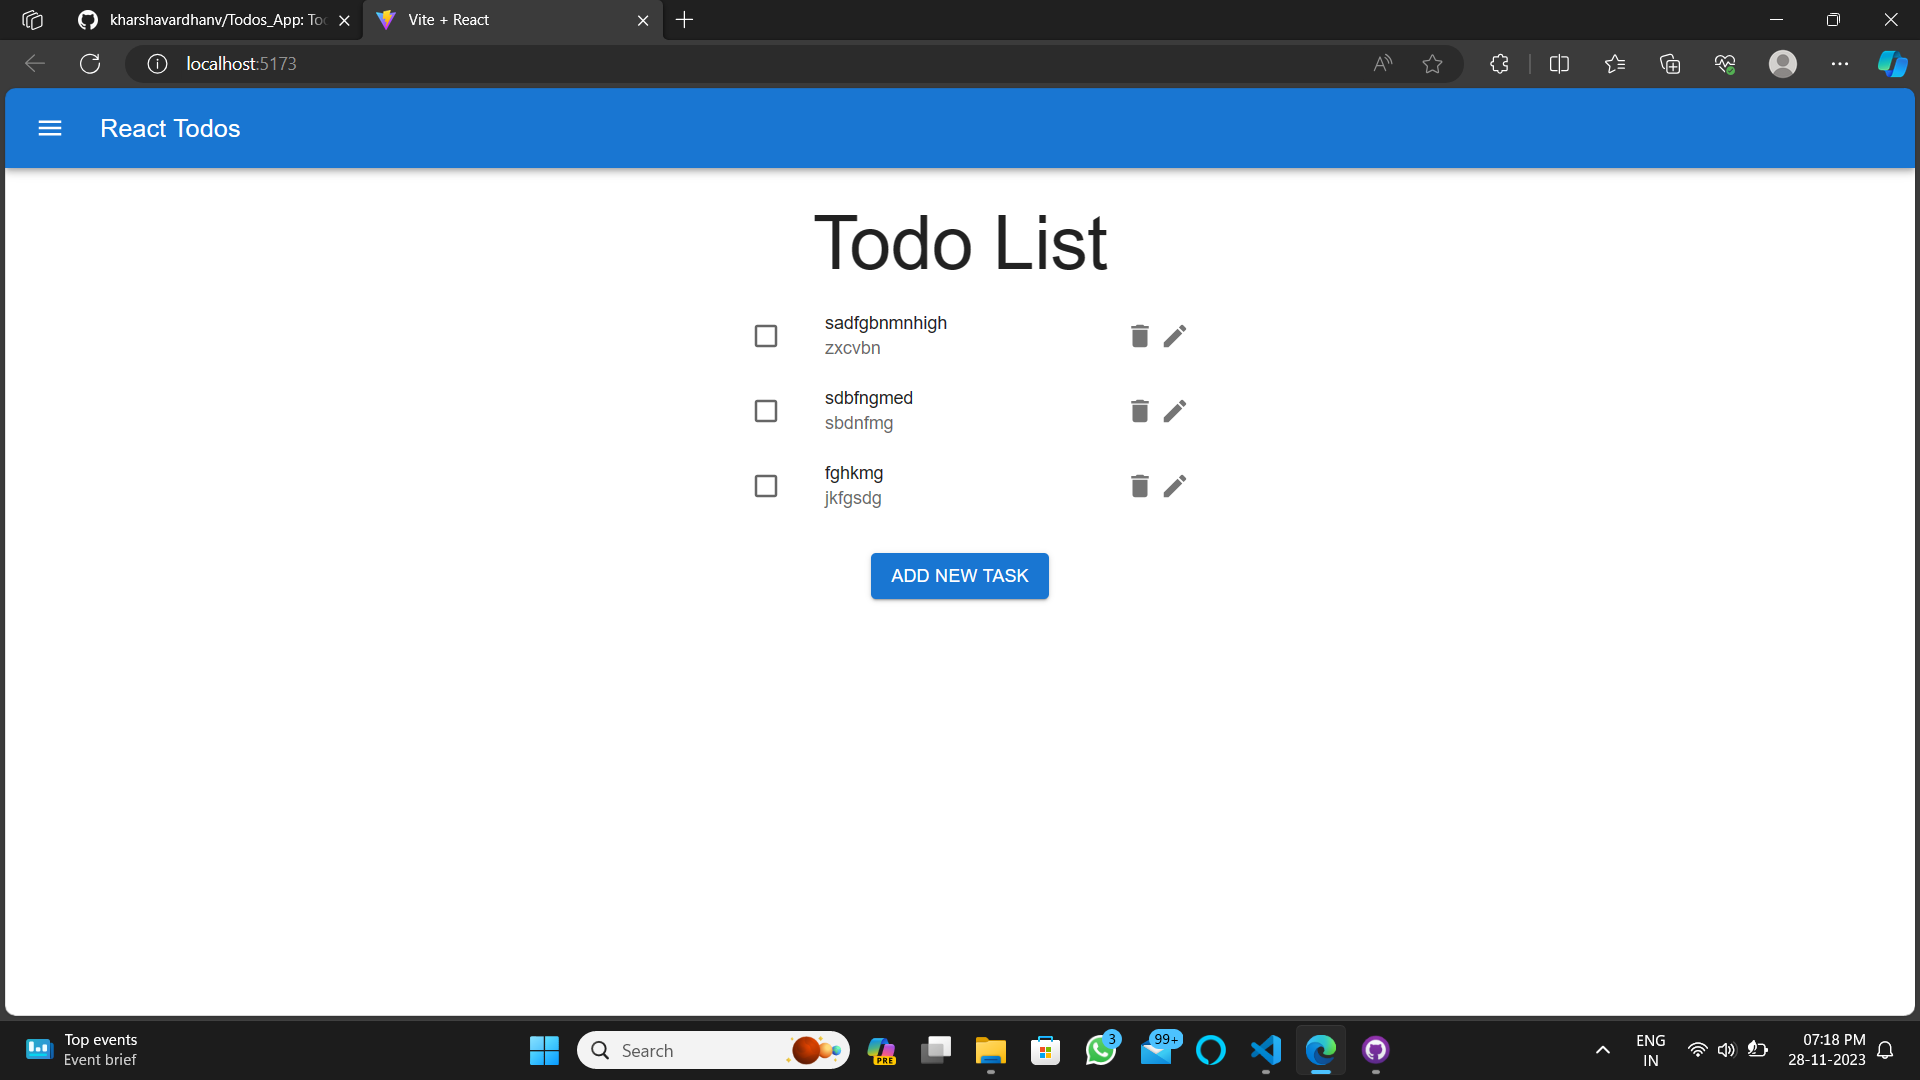 kharshavardhanv/Todos_App: To
Vite + React
localhost:5173
React Todos
Todo List
sadfgbnmnhigh
zxcvbn
sdbfngmed
sbdnfmg
fghkmg
jkfgsdg
ADD NEW TASK
Top events
Event brief
Search
PRE
3
99+
ENG
IN
07:18 PM
28-11-2023